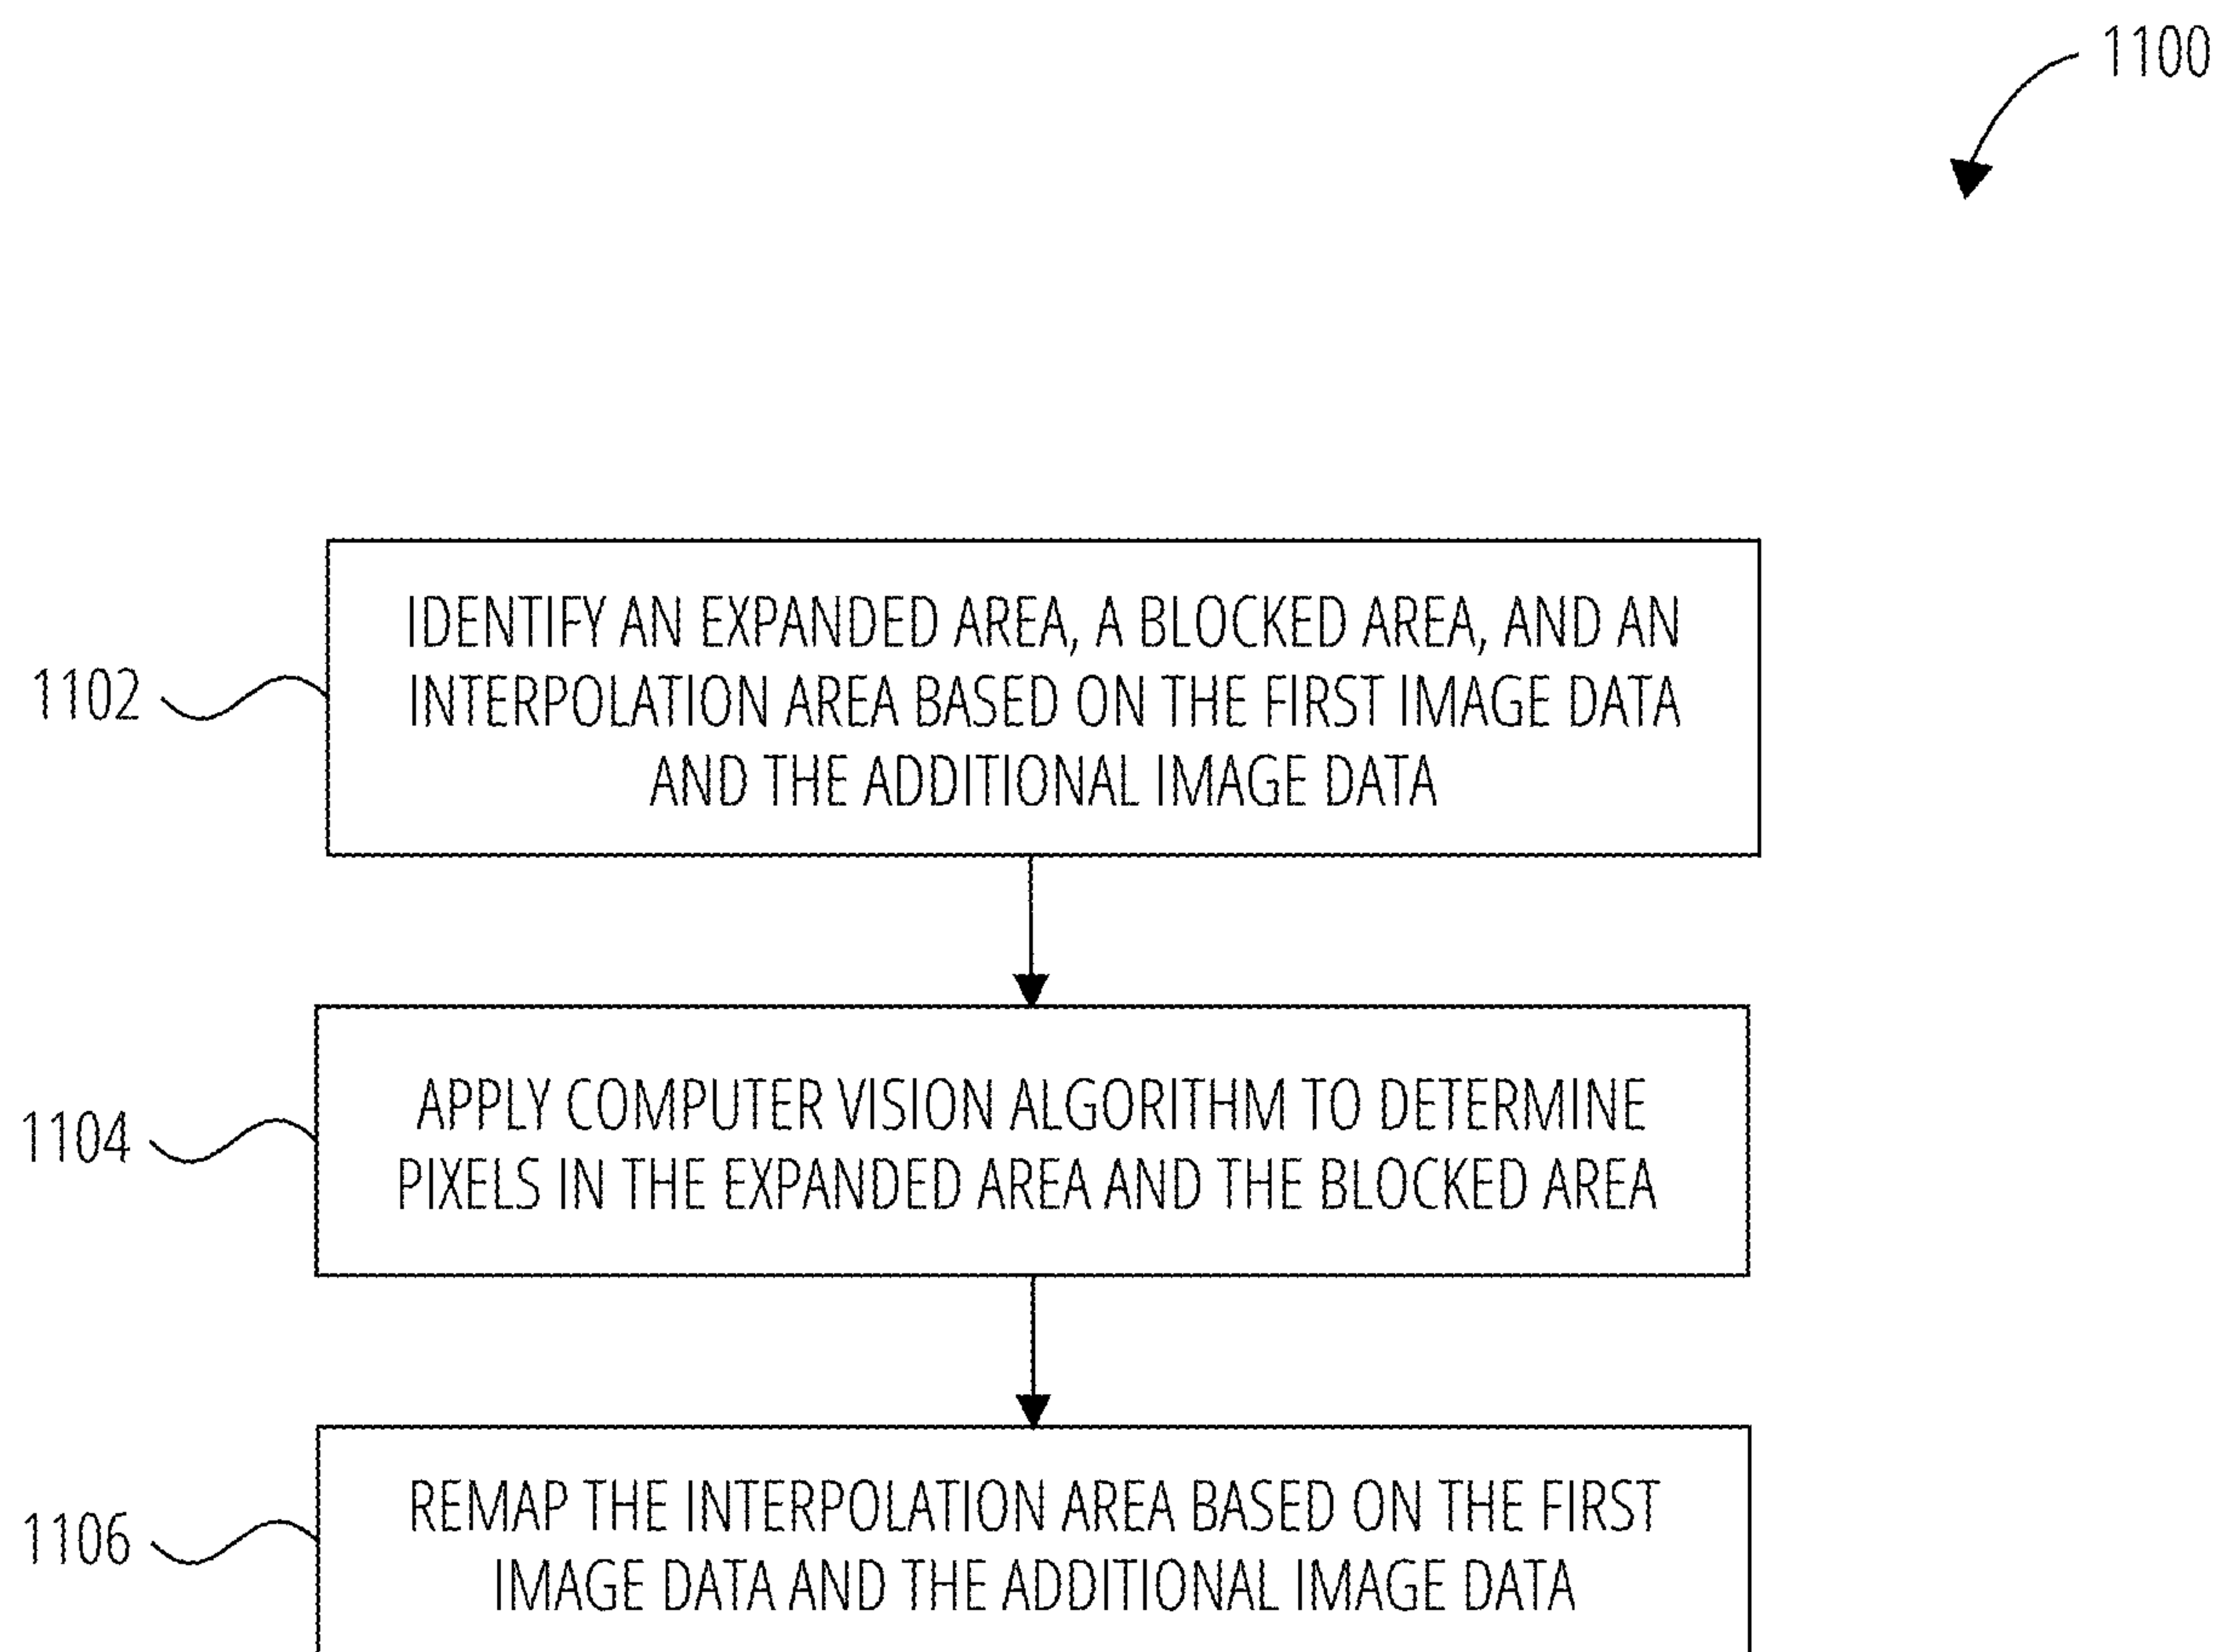 1100
IDENTIFY AN EXPANDED AREA, A BLOCKED AREA, AND AN
INTERPOLATION AREA BASED ON THE FIRST IMAGE DATA
AND THE ADDITIONAL IMAGE DATA
1102
APPLY COMPUTER VISION ALGORITHM TO DETERMINE
PIXELS IN THE EXPANDED AREA AND THE BLOCKED AREA
1104
REMAP THE INTERPOLATION AREA BASED ON THE FIRST
IMAGE DATA AND THE ADDITIONAL IMAGE DATA
1106